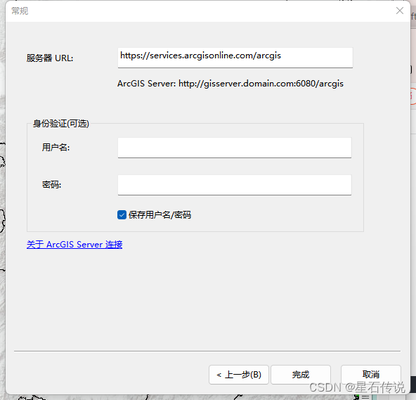 常规
服务器 URL:
https://services.arcgisonline.com/arcgis
ArcGIS Server: http://gisserver.domain.com:6080/arcgis
身份验证(可选)
用户名:
密码:
保存用户名/密码
关于 ArcGIS Server 连接
< 上一步(B)
完成
取消
CSDN @星石传说